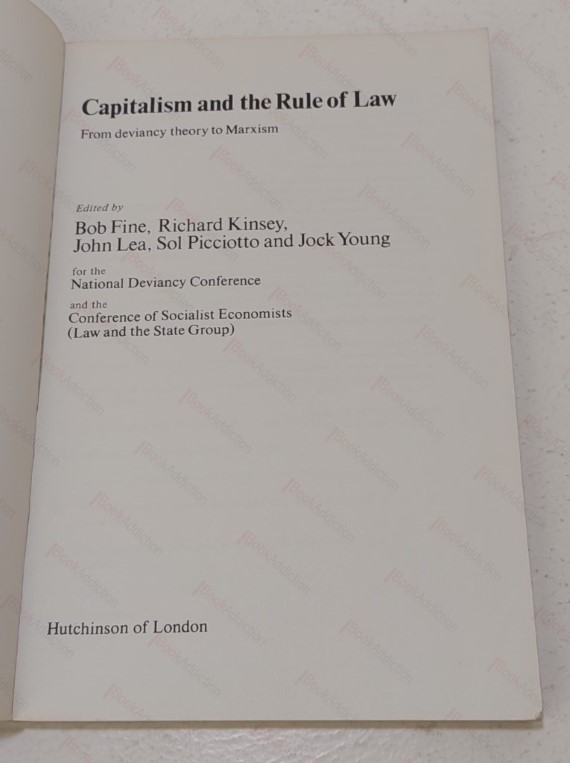 Capitalism and the Rule of Law
From deviancy theory to Marxism
Edited by
Bob Fine, Richard Kinsey,
John Lea, Sol Picciotto and Jock Young
for the
National Deviancy Conference
and the
Conference of Socialist Economists
(Law and the State Group)
Hutchinson of London
BookAddiction